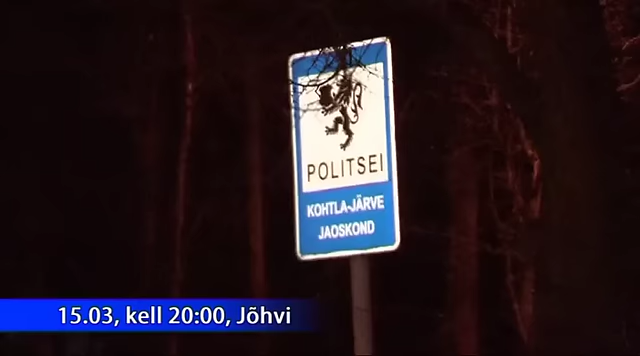 POLITSEI
KOHTLA-JÄRVE
JAOSKOND
15.03, kell 20:00, Jõhvi